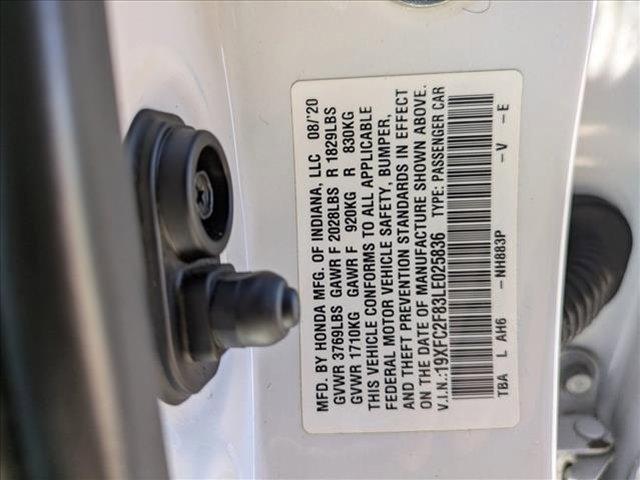 MFD. BY HONDA MFG. OF INDIANA, LLC 08/'20
GVWR 3769LBS GAWR F 2028LBS R 1829LBS
GVWR 1710KG GAWR F 920KG R 830KG
THIS VEHICLE CONFORMS TO ALL APPLICABLE
FEDERAL MOTOR VEHICLE SAFETY, BUMPER,
AND THEFT PREVENTION STANDARDS IN EFFECT
ON THE DATE OF MANUFACTURE SHOWN ABOVE.
V.I.N.:19XFC2F83LE025836 TYPE: PASSENGER CAR
TBA L AH6 -NH883P -V -E